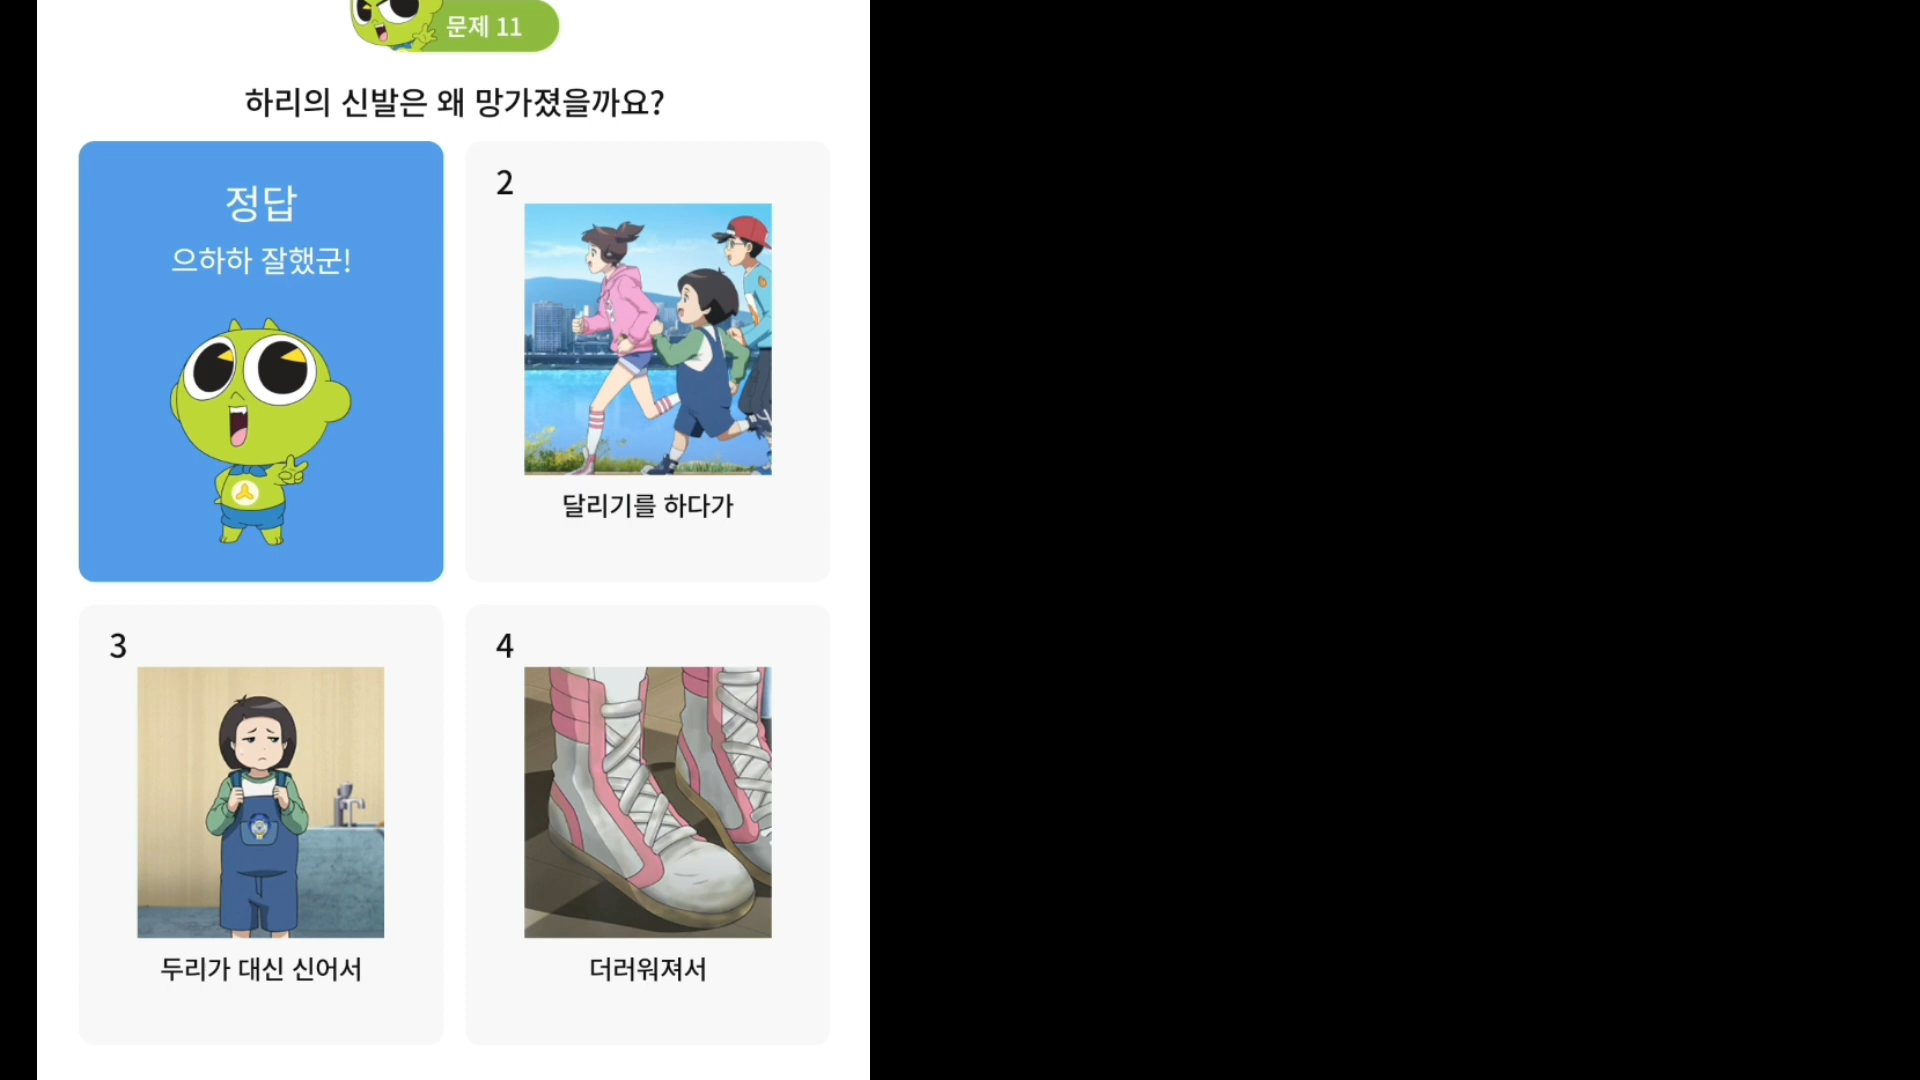 문제 11
하리의 신발은 왜 망가졌을까요?
정답
으하하 잘했군!
2
달리기를 하다가
3
두리가 대신 신어서
4
더러워져서